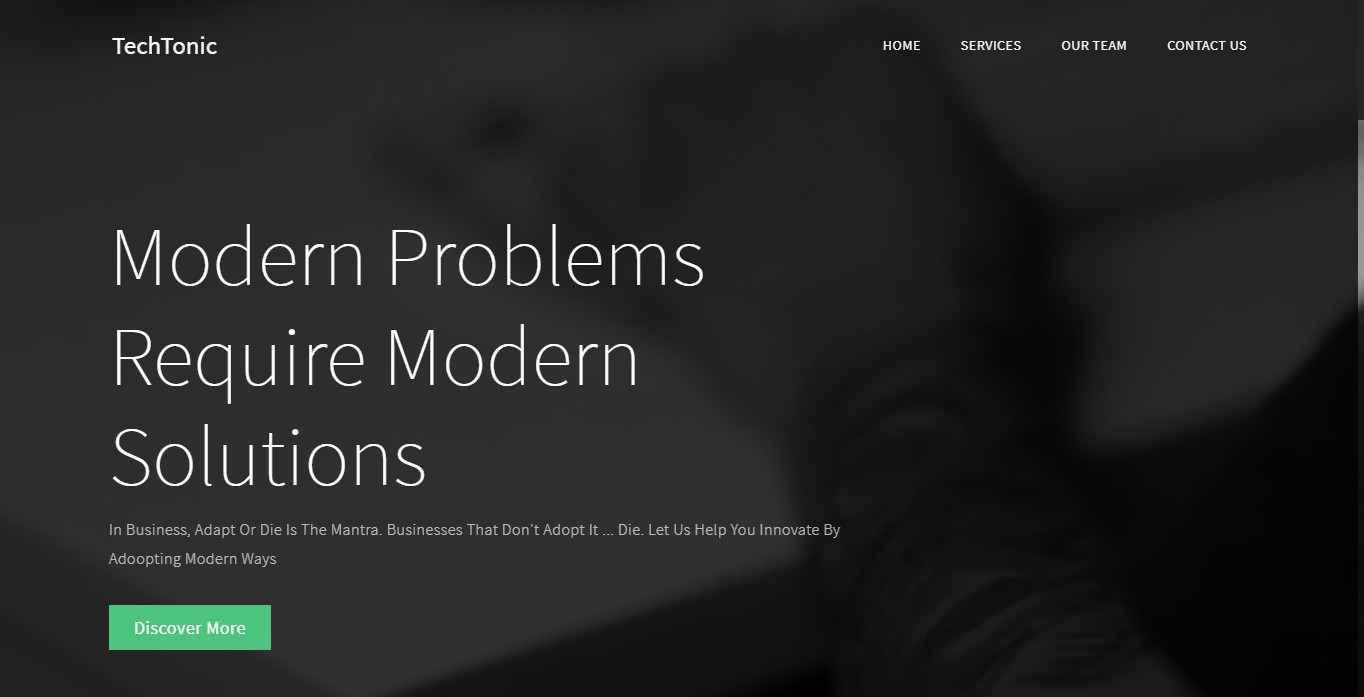 TechTonic
HOME SERVICES OUR TEAM CONTACT US
Modern Problems
Require Modern
Solutions
In Business, Adapt Or Die Is The Mantra. Businesses That Don't Adopt It ... Die. Let Us Help You Innovate By
Adoopting Modern Ways
Discover More